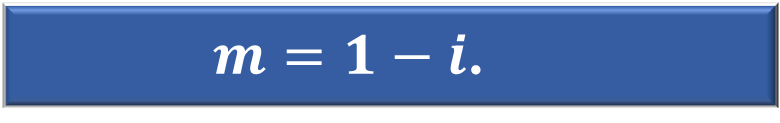 m = 1 − i.